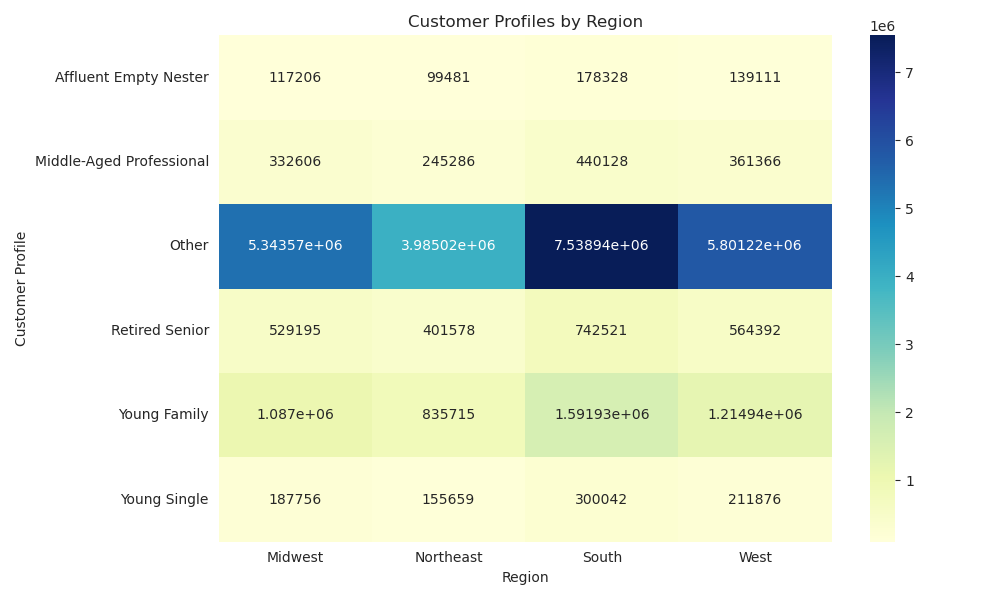 Customer Profiles by Region
1e6
Affluent Empty Nester 117206 99481 178328 139111
7
Middle-Aged Professional 332606 245286 440128 361366
6
Other 5.34357e+06 3.98502e+06 7.53894e+06 5.80122e+06
5
4
Retired Senior 529195 401578 742521 564392
3
Young Family 1.087e+06 835715 1.59193e+06 1.21494e+06
2
Young Single 187756 155659 300042 211876
1
Midwest Northeast South West
Region
Customer Profile